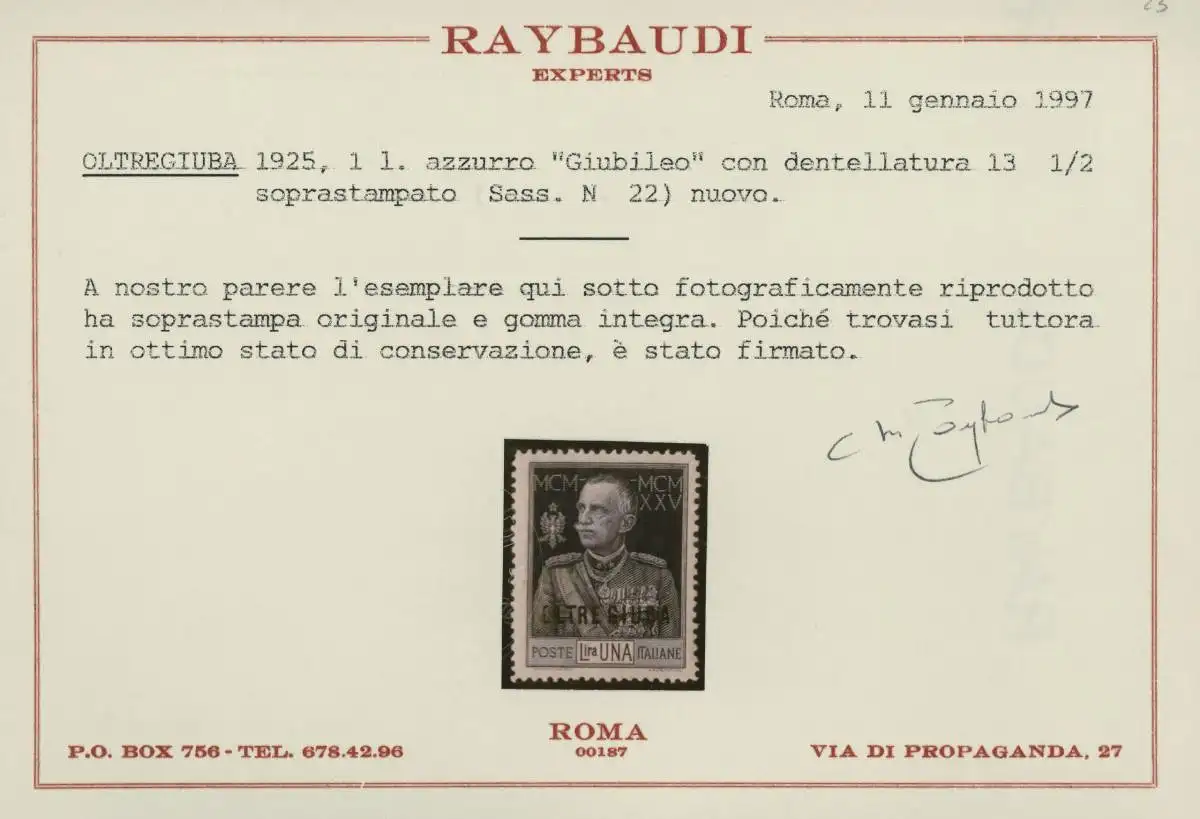 RAYBAUDI
EXPERTS
Roma, 11 gennaio 1997
OLTREGIUBA 1925, 1 l. azzurro "Giubileo" con dentellatura 13 1/2
soprastampato Sass. N 22) nuovo.
A nostro parere l'esemplare qui sotto fotograficamente riprodotto
ha soprastampa originale e gomma integra. Poiché trovasi tuttora
in ottimo stato di conservazione, è stato firmato.
MCM MCM
XXV
OLTRE GIUBA
POSTE Lira UNA ITALIANE
ROMA
00187
P.O. BOX 756 - TEL. 678.42.96
VIA DI PROPAGANDA, 27